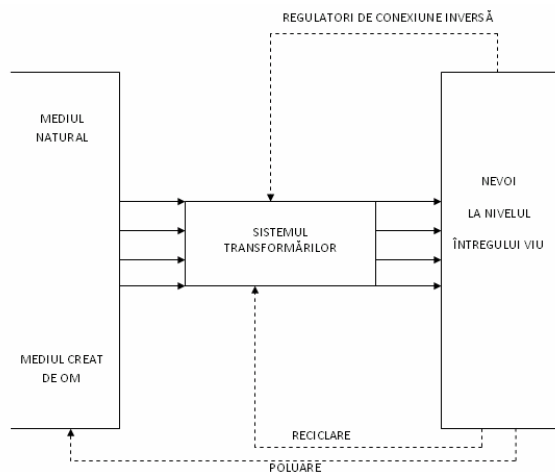 REGULATORI DE CONEXIUNE INVERSĂ
MEDIUL
NATURAL
MEDIUL CREAT
DE OM
SISTEMUL
TRANSFORMĂRILOR
NEVOI
LA NIVELUL
ÎNTREGULUI VIU
RECICLARE
POLUARE